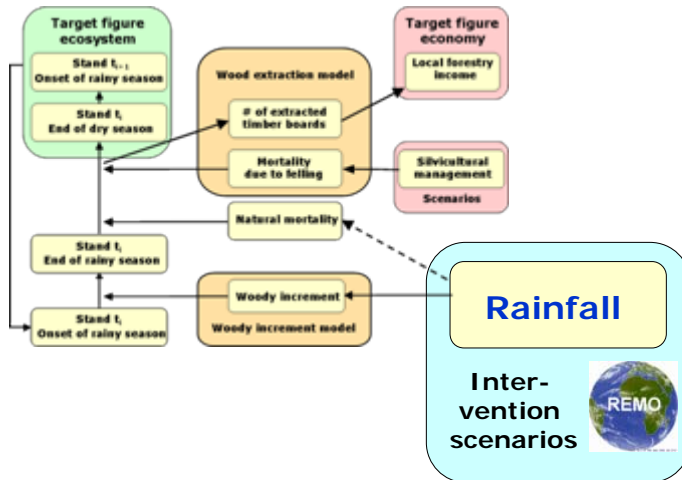 Target figure
ecosystem
Stand ti-1
Onset of rainy season
Stand ti
End of dry season
Wood extraction model
# of extracted
timber boards
Mortality
due to felling
Target figure
economy
Local forestry
income
Silvicultural
management
Scenarios
Natural mortality
Stand ti
End of rainy season
Stand ti
Onset of rainy season
Woody increment
Woody increment model
Rainfall
Inter-
vention
scenarios
REMO